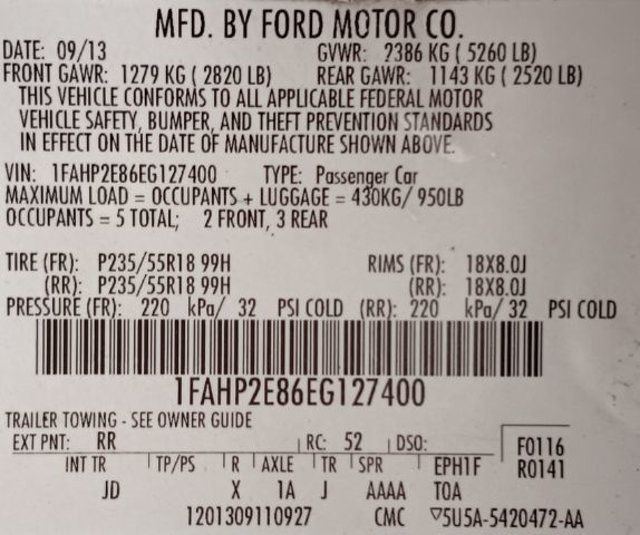 MFD. BY FORD MOTOR CO.
DATE: 09/13 GVWR: 2386 KG ( 5260 LB)
FRONT GAWR: 1279 KG ( 2820 LB) REAR GAWR: 1143 KG ( 2520 LB)
THIS VEHICLE CONFORMS TO ALL APPLICABLE FEDERAL MOTOR
VEHICLE SAFETY, BUMPER, AND THEFT PREVENTION STANDARDS
IN EFFECT ON THE DATE OF MANUFACTURE SHOWN ABOVE.
VIN: 1FAHP2E86EG127400 TYPE: Passenger Car
MAXIMUM LOAD = OCCUPANTS + LUGGAGE = 430KG/ 950LB
OCCUPANTS = 5 TOTAL; 2 FRONT, 3 REAR
TIRE (FR): P235/55R18 99H RIMS (FR): 18X8.0J
(RR): P235/55R18 99H (RR): 18X8.0J
PRESSURE (FR): 220 kPa/ 32 PSI COLD (RR): 220 kPa/ 32 PSI COLD
1FAHP2E86EG127400
TRAILER TOWING - SEE OWNER GUIDE
EXT PNT: RR RC: 52 DSO: F0116
INT TR TP/PS R AXLE TR SPR EPH1F R0141
JD X 1A J AAAA TOA
1201309110927 CMC ▽5U5A-5420472-AA